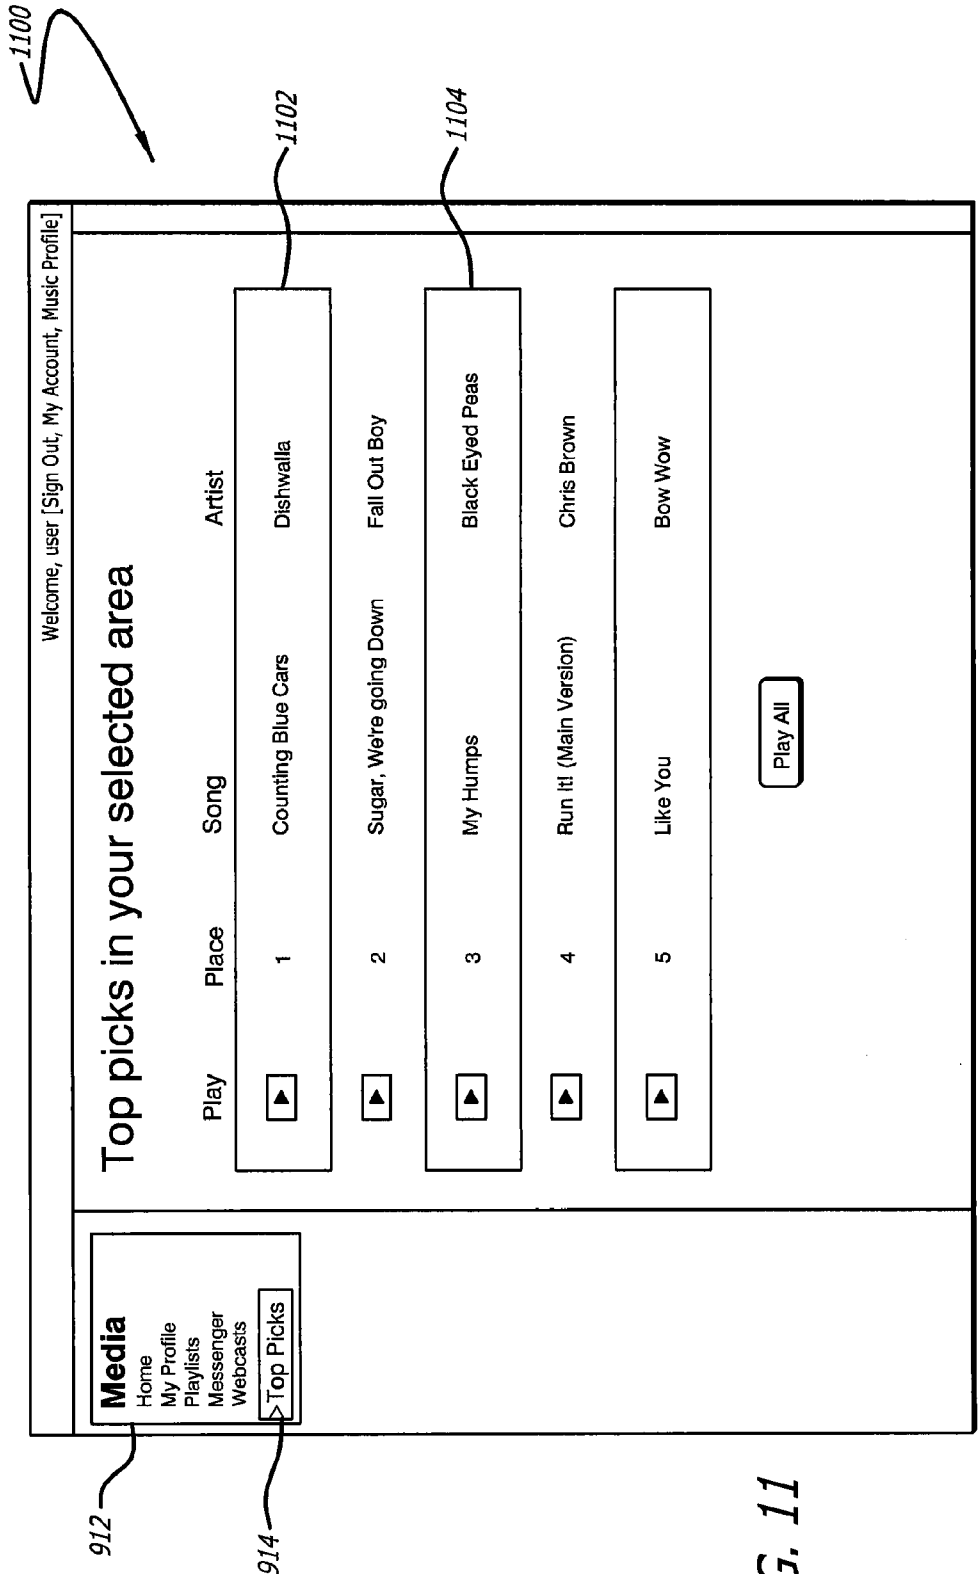 1100
Welcome, user [Sign Out, My Account, Music Profile]
912
Media
Home
My Profile
Playlists
Messenger
Webcasts
>Top Picks
914
Top picks in your selected area
Play Place Song Artist
1 Counting Blue Cars Dishwalla
1102
2 Sugar, We're going Down Fall Out Boy
3 My Humps Black Eyed Peas
1104
4 Run It! (Main Version) Chris Brown
5 Like You Bow Wow
Play All
G. 11